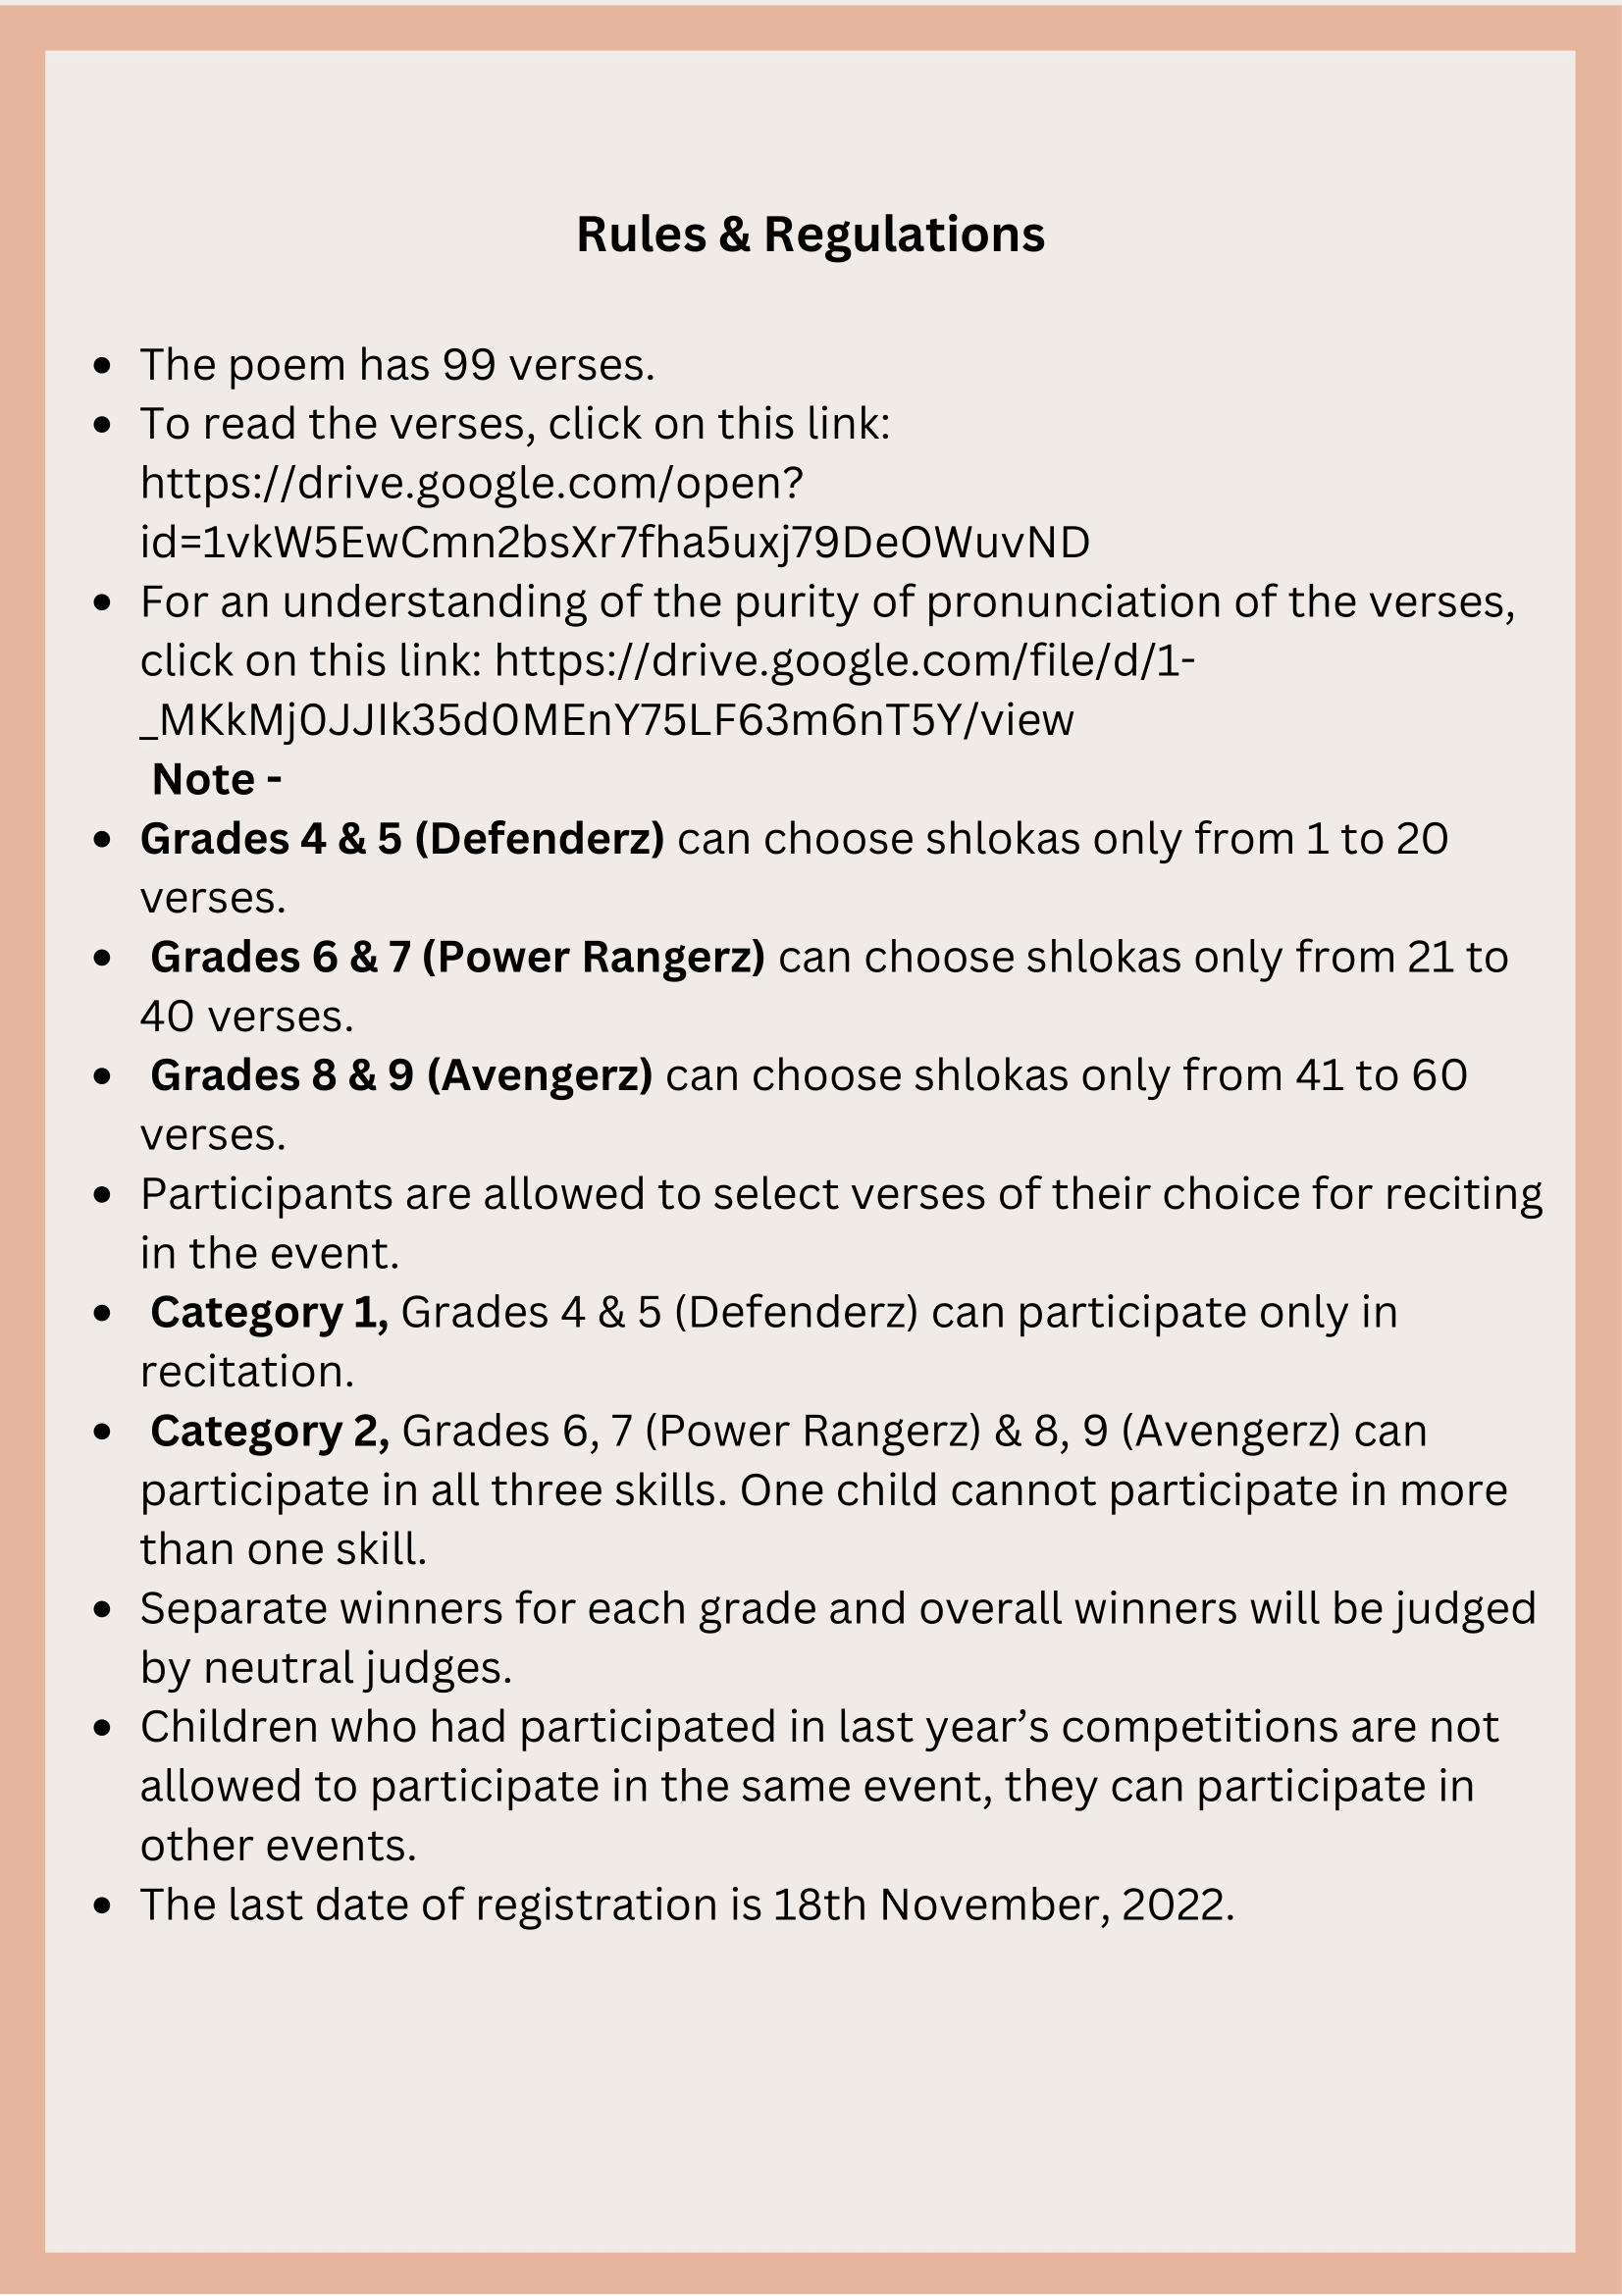 Rules & Regulations
• The poem has 99 verses.
• To read the verses, click on this link:
https://drive.google.com/open?
id=1vkW5EwCmn2bsXr7fha5uxj79DeOWuvND
• For an understanding of the purity of pronunciation of the verses,
click on this link: https://drive.google.com/file/d/1-
_MKkMj0JJIk35d0MEnY75LF63m6nT5Y/view
Note -
• Grades 4 & 5 (Defenderz) can choose shlokas only from 1 to 20
verses.
• Grades 6 & 7 (Power Rangerz) can choose shlokas only from 21 to
40 verses.
• Grades 8 & 9 (Avengerz) can choose shlokas only from 41 to 60
verses.
• Participants are allowed to select verses of their choice for reciting
in the event.
• Category 1, Grades 4 & 5 (Defenderz) can participate only in
recitation.
• Category 2, Grades 6, 7 (Power Rangerz) & 8, 9 (Avengerz) can
participate in all three skills. One child cannot participate in more
than one skill.
• Separate winners for each grade and overall winners will be judged
by neutral judges.
• Children who had participated in last year’s competitions are not
allowed to participate in the same event, they can participate in
other events.
• The last date of registration is 18th November, 2022.